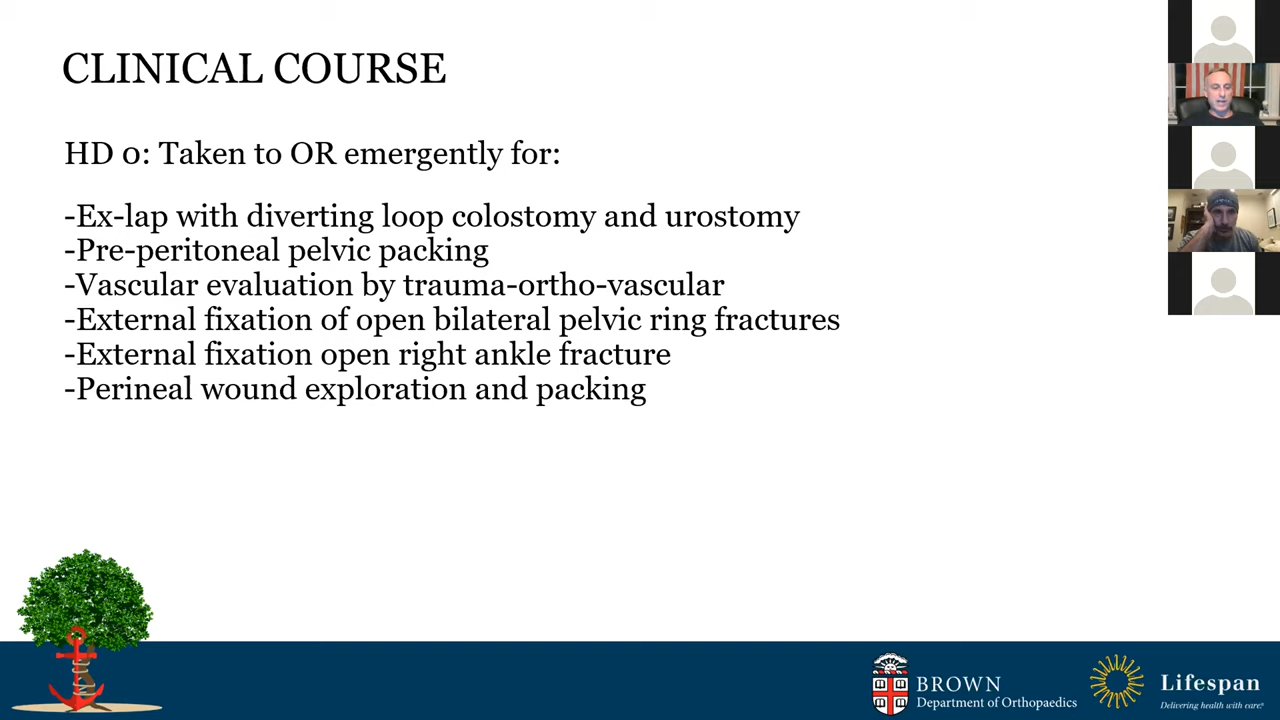 CLINICAL COURSE
HD 0: Taken to OR emergently for:
-Ex-lap with diverting loop colostomy and urostomy
-Pre-peritoneal pelvic packing
-Vascular evaluation by trauma-ortho-vascular
-External fixation of open bilateral pelvic ring fractures
-External fixation open right ankle fracture
-Perineal wound exploration and packing
BROWN
Department of Orthopaedics
Lifespan
Delivering health with care.®